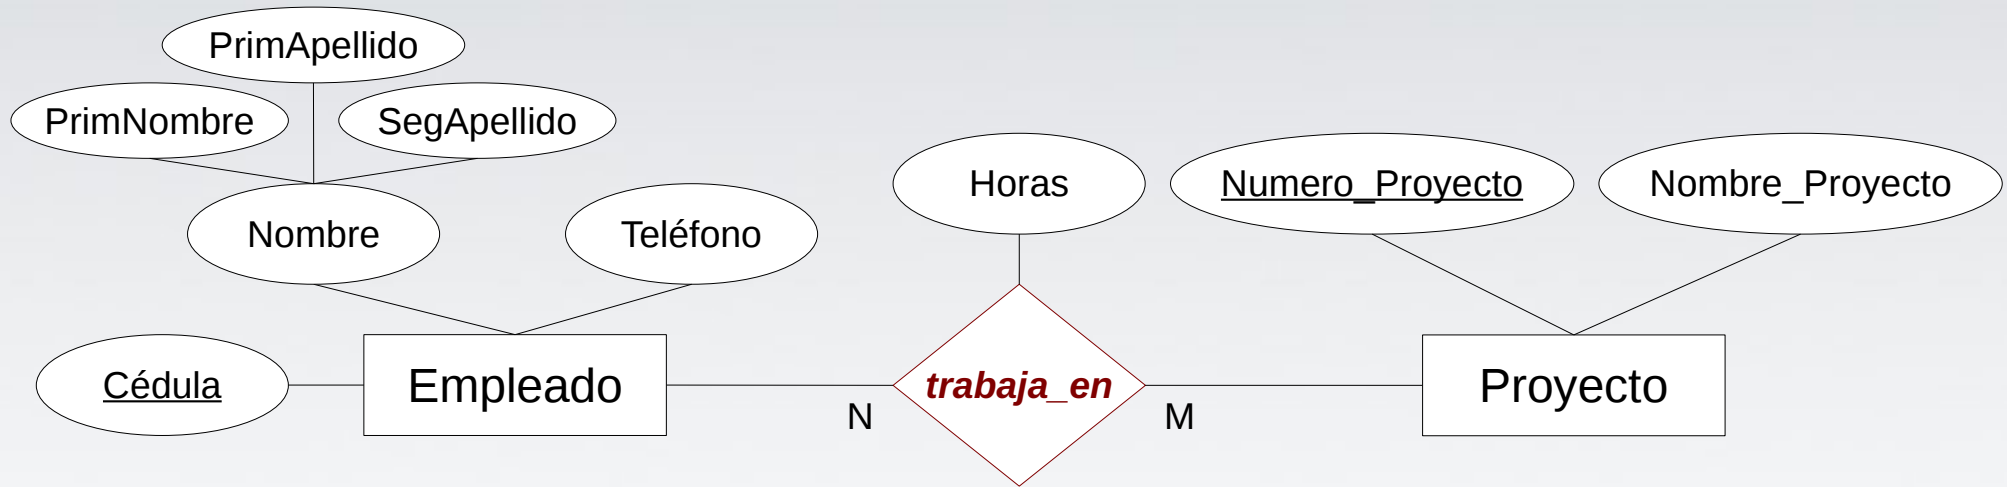 PrimApellido
PrimNombre
SegApellido
Nombre
Teléfono
Horas
Numero_Proyecto
Nombre_Proyecto
Cédula
Empleado
N
trabaja_en
M
Proyecto